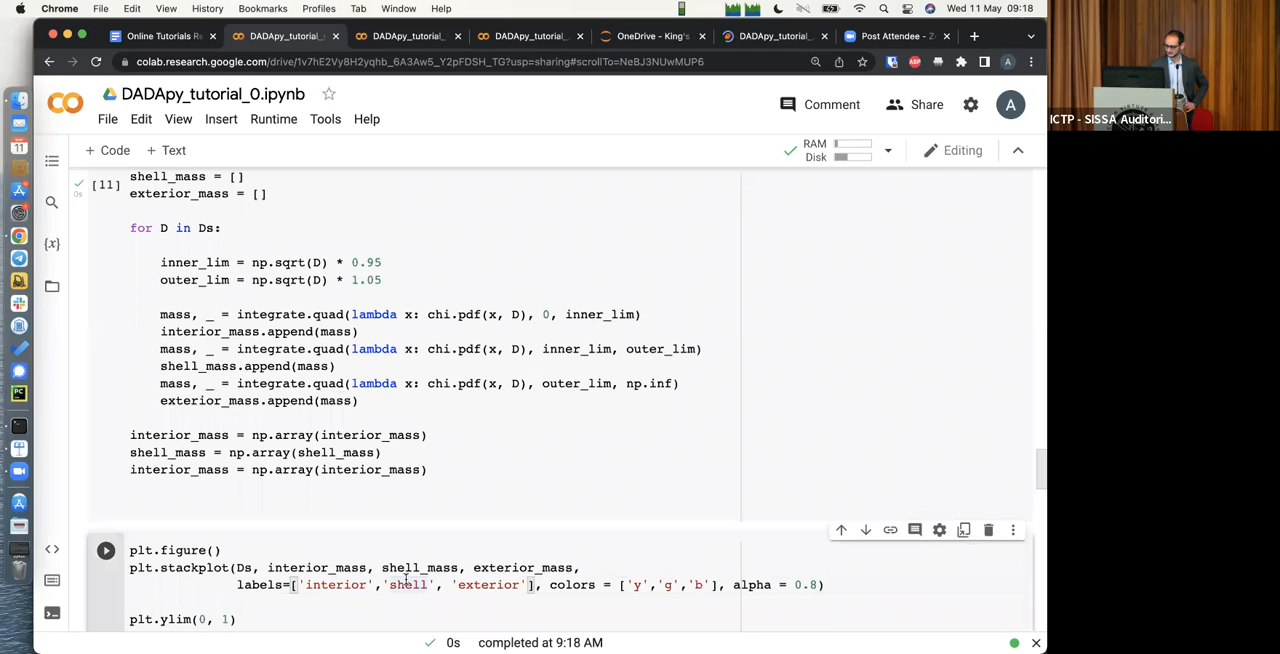 Chrome File Edit View History Bookmarks Profiles Tab Window Help Wed 11 May 09:18
Online Tutorials R DADApy_tutorial_ DADApy_tutorial. DADApy_tutorial_ OneDrive - King's DADApy_tutorial_ Post Attendee - Z
colab.research.google.com/drive/1v7hE2Vy8H2yqhb_6A3Aw5_Y2pFDSH_TG?usp=sharing#scrollTo=NeBJ3NUwMUP6
DADApy_tutorial_0.ipynb
Comment Share A
File Edit View Insert Runtime Tools Help
+ Code + Text RAM Disk Editing
[11] shell_mass = []
0s
exterior_mass = []
for D in Ds:
inner_lim = np.sqrt(D) * 0.95
outer_lim = np.sqrt(D) * 1.05
mass, _ = integrate.quad(lambda x: chi.pdf(x, D), 0, inner_lim)
interior_mass.append(mass)
mass, _ = integrate.quad(lambda x: chi.pdf(x, D), inner_lim, outer_lim)
shell_mass.append(mass)
mass, _ = integrate.quad(lambda x: chi.pdf(x, D), outer_lim, np.inf)
exterior_mass.append(mass)
interior_mass = np.array(interior_mass)
shell_mass = np.array(shell_mass)
interior_mass = np.array(interior_mass)
plt.figure()
plt.stackplot(Ds, interior_mass, shell_mass, exterior_mass,
labels=['interior','shell', 'exterior'], colors = ['y','g','b'], alpha = 0.8)
plt.ylim(0, 1)
0s completed at 9:18 AM
ICTP - SISSA Auditori...